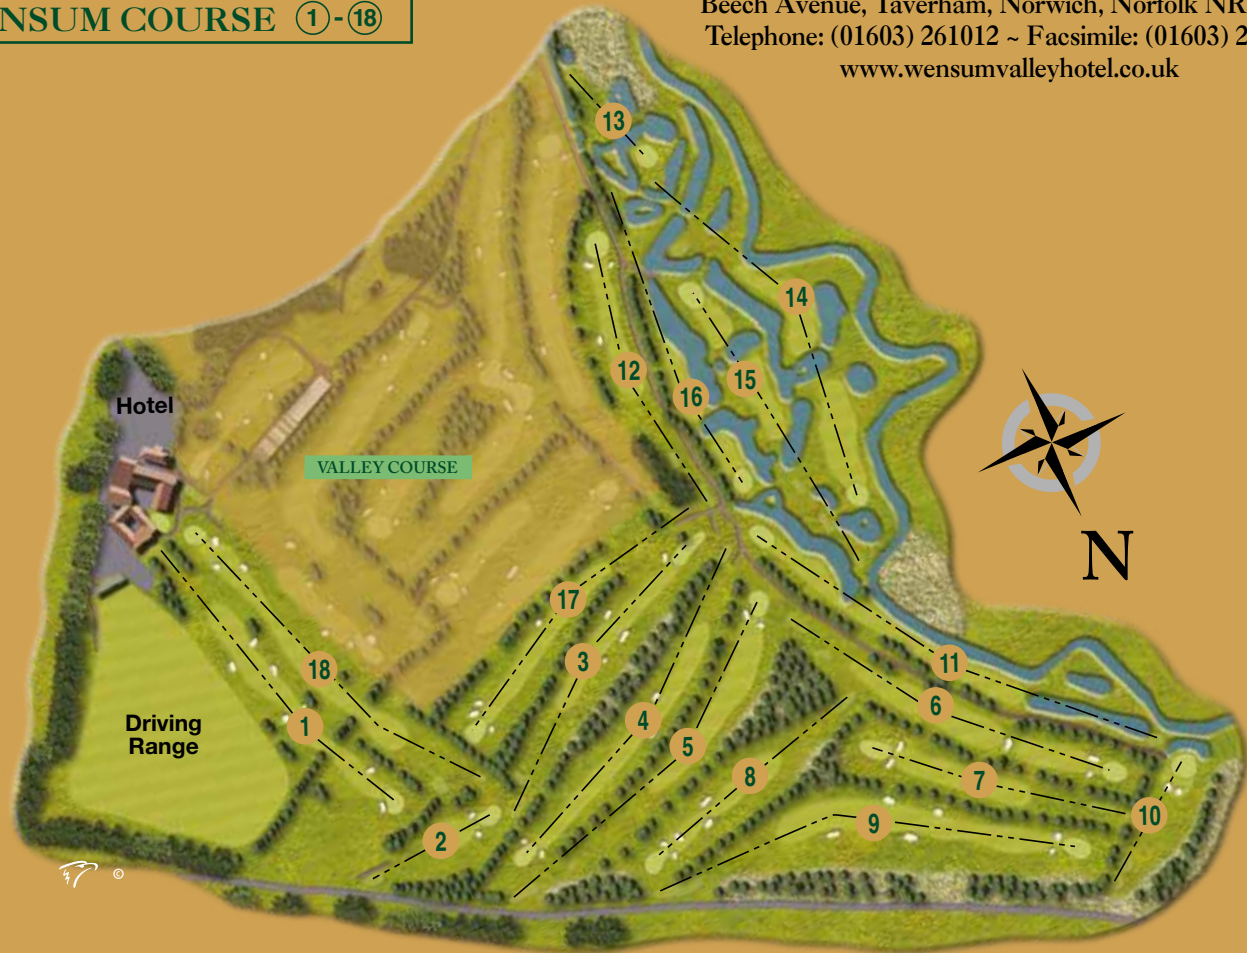 NSUM COURSE 1 - 18
Beech Avenue, Taverham, Norwich, Norfolk NR
Telephone: (01603) 261012 ~ Facsimile: (01603) 2
www.wensumvalleyhotel.co.uk
13
14
12
16
15
Hotel
VALLEY COURSE
N
17
3
18
11
1
4
6
Driving
Range
5
8
7
2
9
10
©